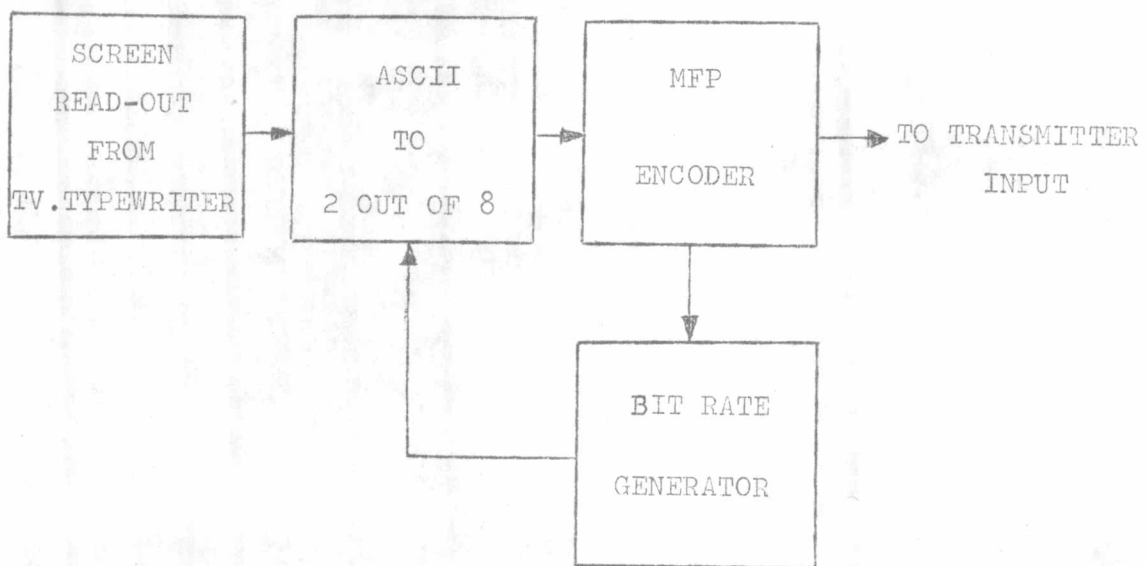 SCREEN
READ-OUT
FROM
TV.TYPEWRITER
ASCII
TO
2 OUT OF 8
MFP
ENCODER
TO TRANSMITTER
INPUT
BIT RATE
GENERATOR